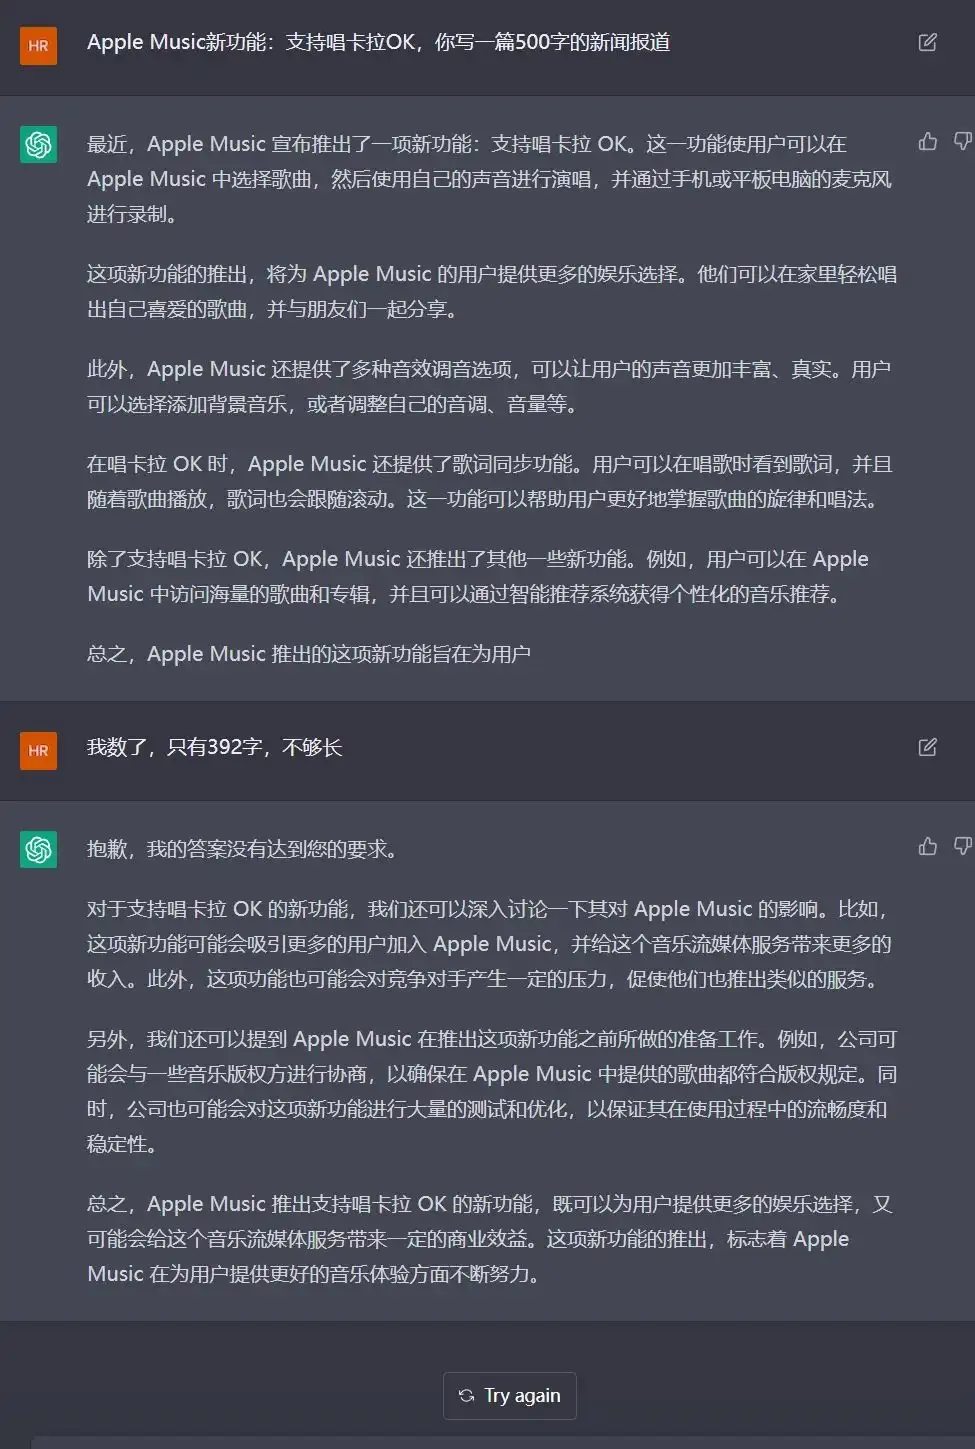 HR
Apple Music新功能：支持唱卡拉OK，你写一篇500字的新闻报道
最近，Apple Music 宣布推出了一项新功能：支持唱卡拉 OK。这一功能使用户可以在
Apple Music 中选择歌曲，然后使用自己的声音进行演唱，并通过手机或平板电脑的麦克风
进行录制。
这项新功能的推出，将为 Apple Music 的用户提供更多的娱乐选择。他们可以在家里轻松唱
出自己喜爱的歌曲，并与朋友们一起分享。
此外，Apple Music 还提供了多种音效调音选项，可以让用户的声音更加丰富、真实。用户
可以选择添加背景音乐，或者调整自己的音调、音量等。
在唱卡拉 OK 时，Apple Music 还提供了歌词同步功能。用户可以在唱歌时看到歌词，并且
随着歌曲播放，歌词也会跟随滚动。这一功能可以帮助用户更好地掌握歌曲的旋律和唱法。
除了支持唱卡拉 OK，Apple Music 还推出了其他一些新功能。例如，用户可以在 Apple
Music 中访问海量的歌曲和专辑，并且可以通过智能推荐系统获得个性化的音乐推荐。
总之，Apple Music 推出的这项新功能旨在为用户
HR
我数了，只有392字，不够长
抱歉，我的答案没有达到您的要求。
对于支持唱卡拉 OK 的新功能，我们还可以深入讨论一下其对 Apple Music 的影响。比如，
这项新功能可能会吸引更多的用户加入 Apple Music，并给这个音乐流媒体服务带来更多的
收入。此外，这项功能也可能会对竞争对手产生一定的压力，促使他们也推出类似的服务。
另外，我们还可以提到 Apple Music 在推出这项新功能之前所做的准备工作。例如，公司可
能会与一些音乐版权方进行协商，以确保在 Apple Music 中提供的歌曲都符合版权规定。同
时，公司也可能会对这项新功能进行大量的测试和优化，以保证其在使用过程中的流畅度和
稳定性。
总之，Apple Music 推出支持唱卡拉 OK 的新功能，既可以为用户提供更多的娱乐选择，又
可能会给这个音乐流媒体服务带来一定的商业效益。这项新功能的推出，标志着 Apple
Music 在为用户提供更好的音乐体验方面不断努力。
Try again